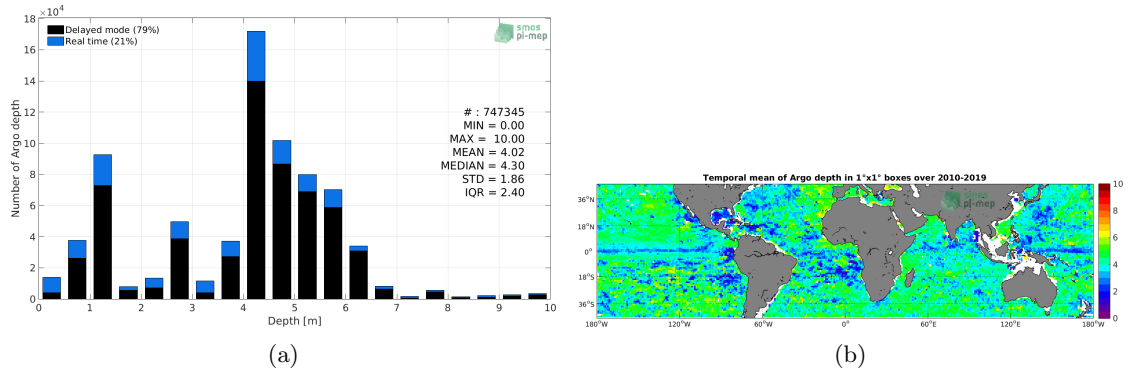 ×10⁴
18
16
14
12
10
8
6
4
2
0
Number of Argo depth
Delayed mode (79%)
Real time (21%)
smos
pi-mep
# : 747345
MIN = 0.00
MAX = 10.00
MEAN = 4.02
MEDIAN = 4.30
STD = 1.86
IQR = 2.40
0 1 2 3 4 5 6 7 8 9 10
Depth [m]
(a)
Temporal mean of Argo depth in 1°x1° boxes over 2010-2019
smos
pi-mep
36°N
18°N
0°
18°S
36°S
180°W 120°W 60°W 0° 60°E 120°E 180°W
10
8
6
4
2
0
(b)